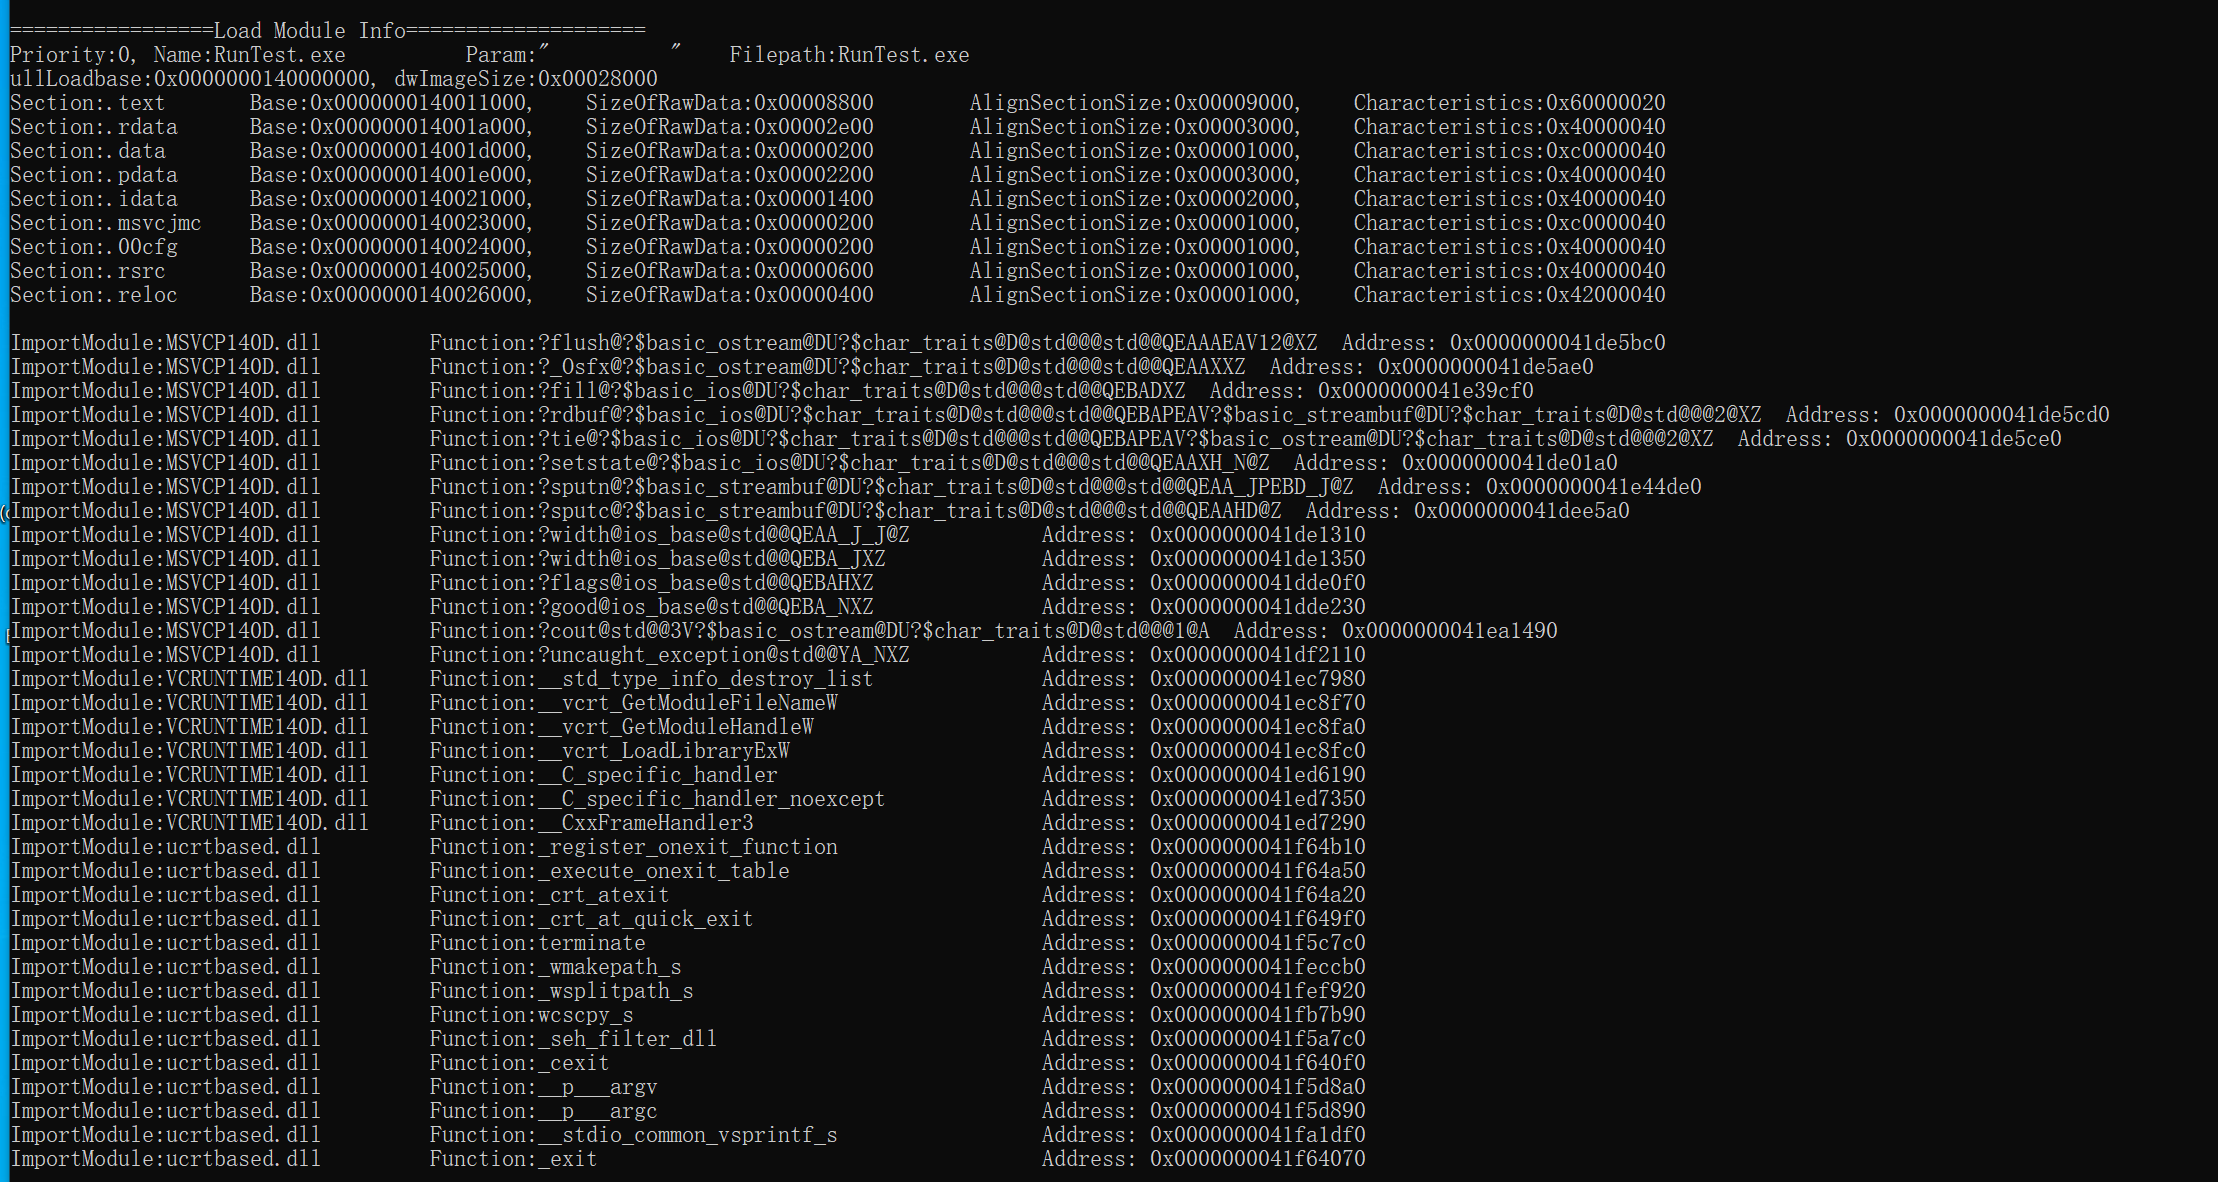 =================Load Module Info====================
Priority:0, Name:RunTest.exe          Param:"          "    Filepath:RunTest.exe
ullLoadbase:0x0000000140000000, dwImageSize:0x00028000
Section:.text       Base:0x0000000140011000,    SizeOfRawData:0x00008800        AlignSectionSize:0x00009000,    Characteristics:0x60000020
Section:.rdata      Base:0x000000014001a000,    SizeOfRawData:0x00002e00        AlignSectionSize:0x00003000,    Characteristics:0x40000040
Section:.data       Base:0x000000014001d000,    SizeOfRawData:0x00000200        AlignSectionSize:0x00001000,    Characteristics:0xc0000040
Section:.pdata      Base:0x000000014001e000,    SizeOfRawData:0x00002200        AlignSectionSize:0x00003000,    Characteristics:0x40000040
Section:.idata      Base:0x0000000140021000,    SizeOfRawData:0x00001400        AlignSectionSize:0x00002000,    Characteristics:0x40000040
Section:.msvcjmc    Base:0x0000000140023000,    SizeOfRawData:0x00000200        AlignSectionSize:0x00001000,    Characteristics:0xc0000040
Section:.00cfg      Base:0x0000000140024000,    SizeOfRawData:0x00000200        AlignSectionSize:0x00001000,    Characteristics:0x40000040
Section:.rsrc       Base:0x0000000140025000,    SizeOfRawData:0x00000600        AlignSectionSize:0x00001000,    Characteristics:0x40000040
Section:.reloc      Base:0x0000000140026000,    SizeOfRawData:0x00000400        AlignSectionSize:0x00001000,    Characteristics:0x42000040
ImportModule:MSVCP140D.dll         Function:?flush@?$basic_ostream@DU?$char_traits@D@std@@@std@@QEAAAEAV12@XZ  Address: 0x0000000041de5bc0
ImportModule:MSVCP140D.dll         Function:?_Osfx@?$basic_ostream@DU?$char_traits@D@std@@@std@@QEAAXXZ  Address: 0x0000000041de5ae0
ImportModule:MSVCP140D.dll         Function:?fill@?$basic_ios@DU?$char_traits@D@std@@@std@@QEBADXZ  Address: 0x0000000041e39cf0
ImportModule:MSVCP140D.dll         Function:?rdbuf@?$basic_ios@DU?$char_traits@D@std@@@std@@QEBAPEAV?$basic_streambuf@DU?$char_traits@D@std@@@2@XZ  Address: 0x0000000041de5cd0
ImportModule:MSVCP140D.dll         Function:?tie@?$basic_ios@DU?$char_traits@D@std@@@std@@QEBAPEAV?$basic_ostream@DU?$char_traits@D@std@@@2@XZ  Address: 0x0000000041de5ce0
ImportModule:MSVCP140D.dll         Function:?setstate@?$basic_ios@DU?$char_traits@D@std@@@std@@QEAAXH_N@Z  Address: 0x0000000041de01a0
ImportModule:MSVCP140D.dll         Function:?sputn@?$basic_streambuf@DU?$char_traits@D@std@@@std@@QEAA_JPEBD_J@Z  Address: 0x0000000041e44de0
ImportModule:MSVCP140D.dll         Function:?sputc@?$basic_streambuf@DU?$char_traits@D@std@@@std@@QEAAHD@Z  Address: 0x0000000041dee5a0
ImportModule:MSVCP140D.dll         Function:?width@ios_base@std@@QEAA_J_J@Z           Address: 0x0000000041de1310
ImportModule:MSVCP140D.dll         Function:?width@ios_base@std@@QEBA_JXZ             Address: 0x0000000041de1350
ImportModule:MSVCP140D.dll         Function:?flags@ios_base@std@@QEBAHXZ              Address: 0x0000000041dde0f0
ImportModule:MSVCP140D.dll         Function:?good@ios_base@std@@QEBA_NXZ              Address: 0x0000000041dde230
ImportModule:MSVCP140D.dll         Function:?cout@std@@3V?$basic_ostream@DU?$char_traits@D@std@@@1@A  Address: 0x0000000041ea1490
ImportModule:MSVCP140D.dll         Function:?uncaught_exception@std@@YA_NXZ           Address: 0x0000000041df2110
ImportModule:VCRUNTIME140D.dll     Function:__std_type_info_destroy_list              Address: 0x0000000041ec7980
ImportModule:VCRUNTIME140D.dll     Function:__vcrt_GetModuleFileNameW                 Address: 0x0000000041ec8f70
ImportModule:VCRUNTIME140D.dll     Function:__vcrt_GetModuleHandleW                   Address: 0x0000000041ec8fa0
ImportModule:VCRUNTIME140D.dll     Function:__vcrt_LoadLibraryExW                     Address: 0x0000000041ec8fc0
ImportModule:VCRUNTIME140D.dll     Function:__C_specific_handler                      Address: 0x0000000041ed6190
ImportModule:VCRUNTIME140D.dll     Function:__C_specific_handler_noexcept             Address: 0x0000000041ed7350
ImportModule:VCRUNTIME140D.dll     Function:__CxxFrameHandler3                        Address: 0x0000000041ed7290
ImportModule:ucrtbased.dll         Function:_register_onexit_function                 Address: 0x0000000041f64b10
ImportModule:ucrtbased.dll         Function:_execute_onexit_table                     Address: 0x0000000041f64a50
ImportModule:ucrtbased.dll         Function:_crt_atexit                               Address: 0x0000000041f64a20
ImportModule:ucrtbased.dll         Function:_crt_at_quick_exit                        Address: 0x0000000041f649f0
ImportModule:ucrtbased.dll         Function:terminate                                 Address: 0x0000000041f5c7c0
ImportModule:ucrtbased.dll         Function:_wmakepath_s                              Address: 0x0000000041feccb0
ImportModule:ucrtbased.dll         Function:_wsplitpath_s                             Address: 0x0000000041fef920
ImportModule:ucrtbased.dll         Function:wcscpy_s                                  Address: 0x0000000041fb7b90
ImportModule:ucrtbased.dll         Function:_seh_filter_dll                           Address: 0x0000000041f5a7c0
ImportModule:ucrtbased.dll         Function:_cexit                                    Address: 0x0000000041f640f0
ImportModule:ucrtbased.dll         Function:__p___argv                                Address: 0x0000000041f5d8a0
ImportModule:ucrtbased.dll         Function:__p___argc                                Address: 0x0000000041f5d890
ImportModule:ucrtbased.dll         Function:__stdio_common_vsprintf_s                 Address: 0x0000000041fa1df0
ImportModule:ucrtbased.dll         Function:_exit                                     Address: 0x0000000041f64070